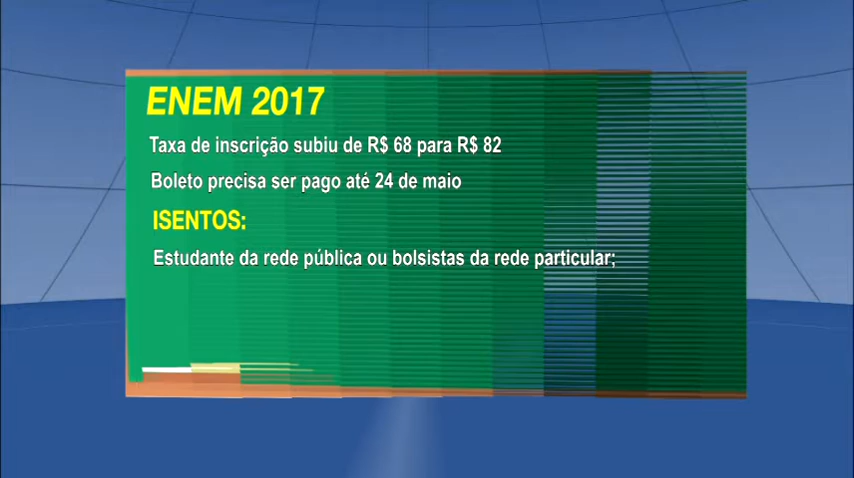 ENEM 2017
Taxa de inscrição subiu de R$ 68 para R$ 82
Boleto precisa ser pago até 24 de maio
ISENTOS:
Estudante da rede pública ou bolsistas da rede particular;